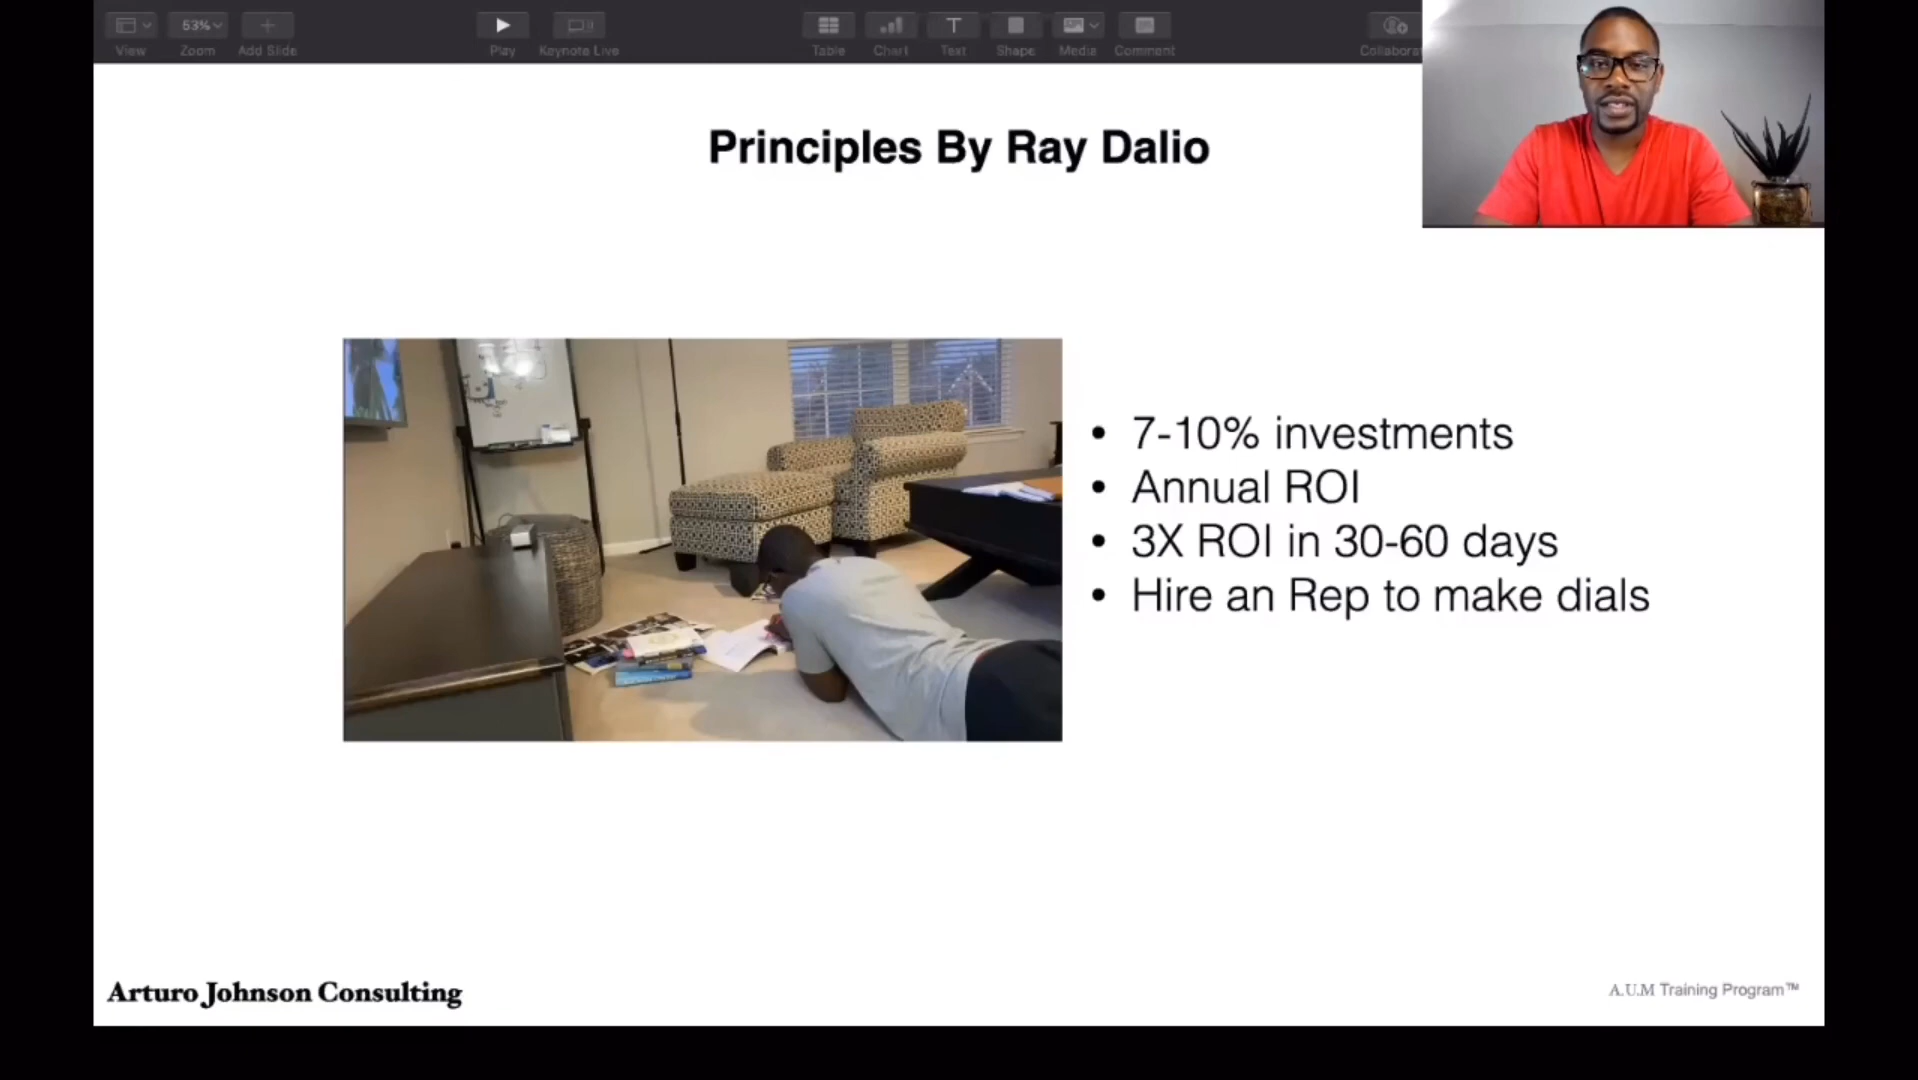 53%
View
Zoom
Add Slide
Play
Keynote Live
Table
Chart
Text
Shape
Media
Comment
Principles By Ray Dalio
• 7-10% investments
• Annual ROI
• 3X ROI in 30-60 days
• Hire an Rep to make dials
Arturo Johnson Consulting
A.U.M Training Program™